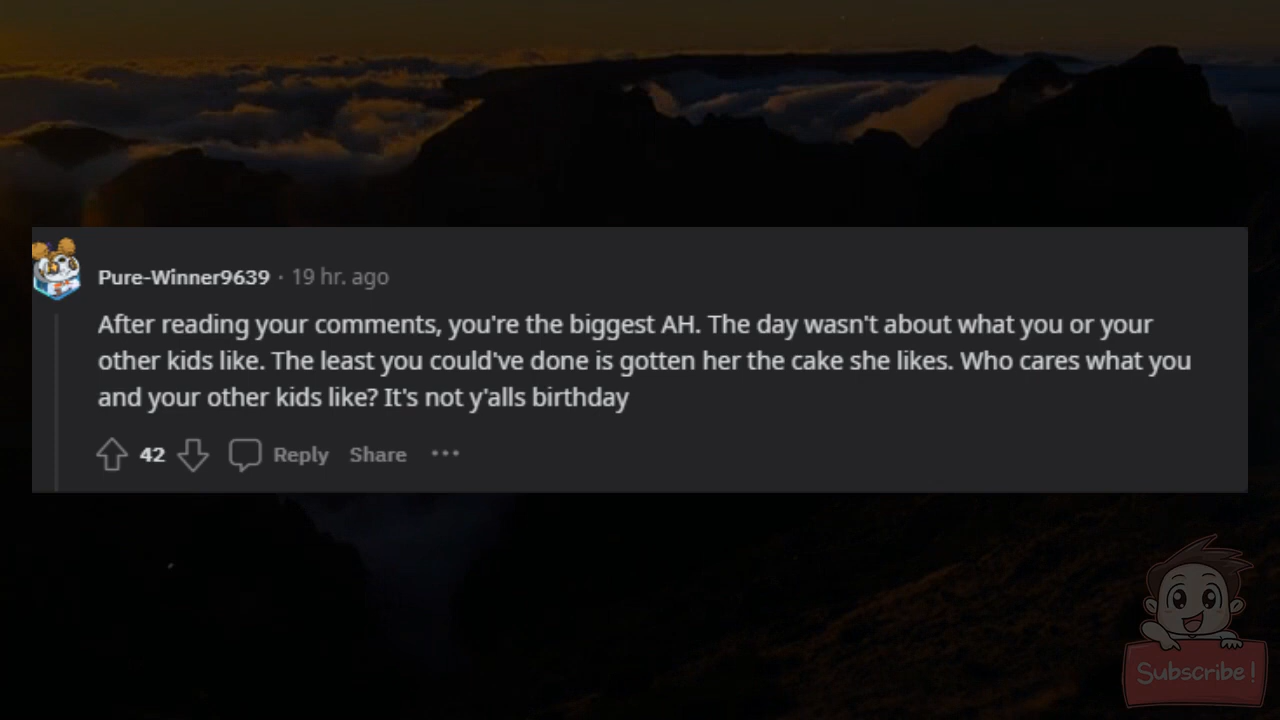 Pure-Winner9639 · 19 hr. ago
After reading your comments, you're the biggest AH. The day wasn't about what you or your
other kids like. The least you could've done is gotten her the cake she likes. Who cares what you
and your other kids like? It's not y'alls birthday
42 Reply Share ···
Subscribe!